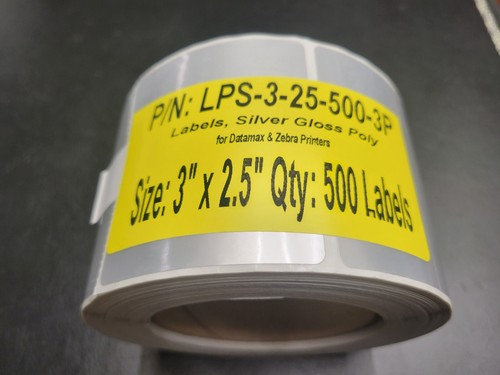 P/N: LPS-3-25-500-3P
Labels, Silver Gloss Poly
for Datamax & Zebra Printers
Size: 3" x 2.5" Qty: 500 Labels